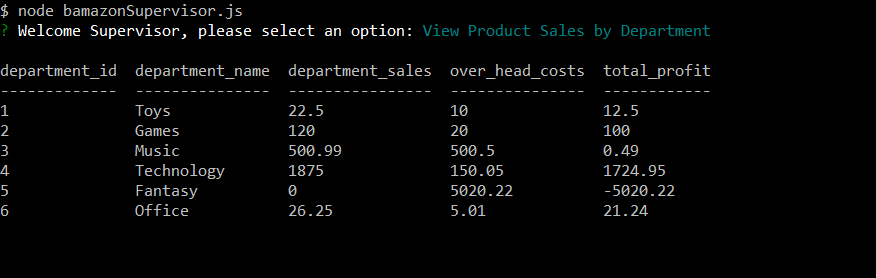 $ node bamazonSupervisor.js
? Welcome Supervisor, please select an option: View Product Sales by Department
department_id  department_name  department_sales  over_head_costs  total_profit
-------------  ---------------  ----------------  ---------------  ------------
1              Toys             22.5              10               12.5
2              Games            120               20               100
3              Music            500.99            500.5            0.49
4              Technology       1875              150.05           1724.95
5              Fantasy          0                 5020.22          -5020.22
6              Office           26.25             5.01             21.24